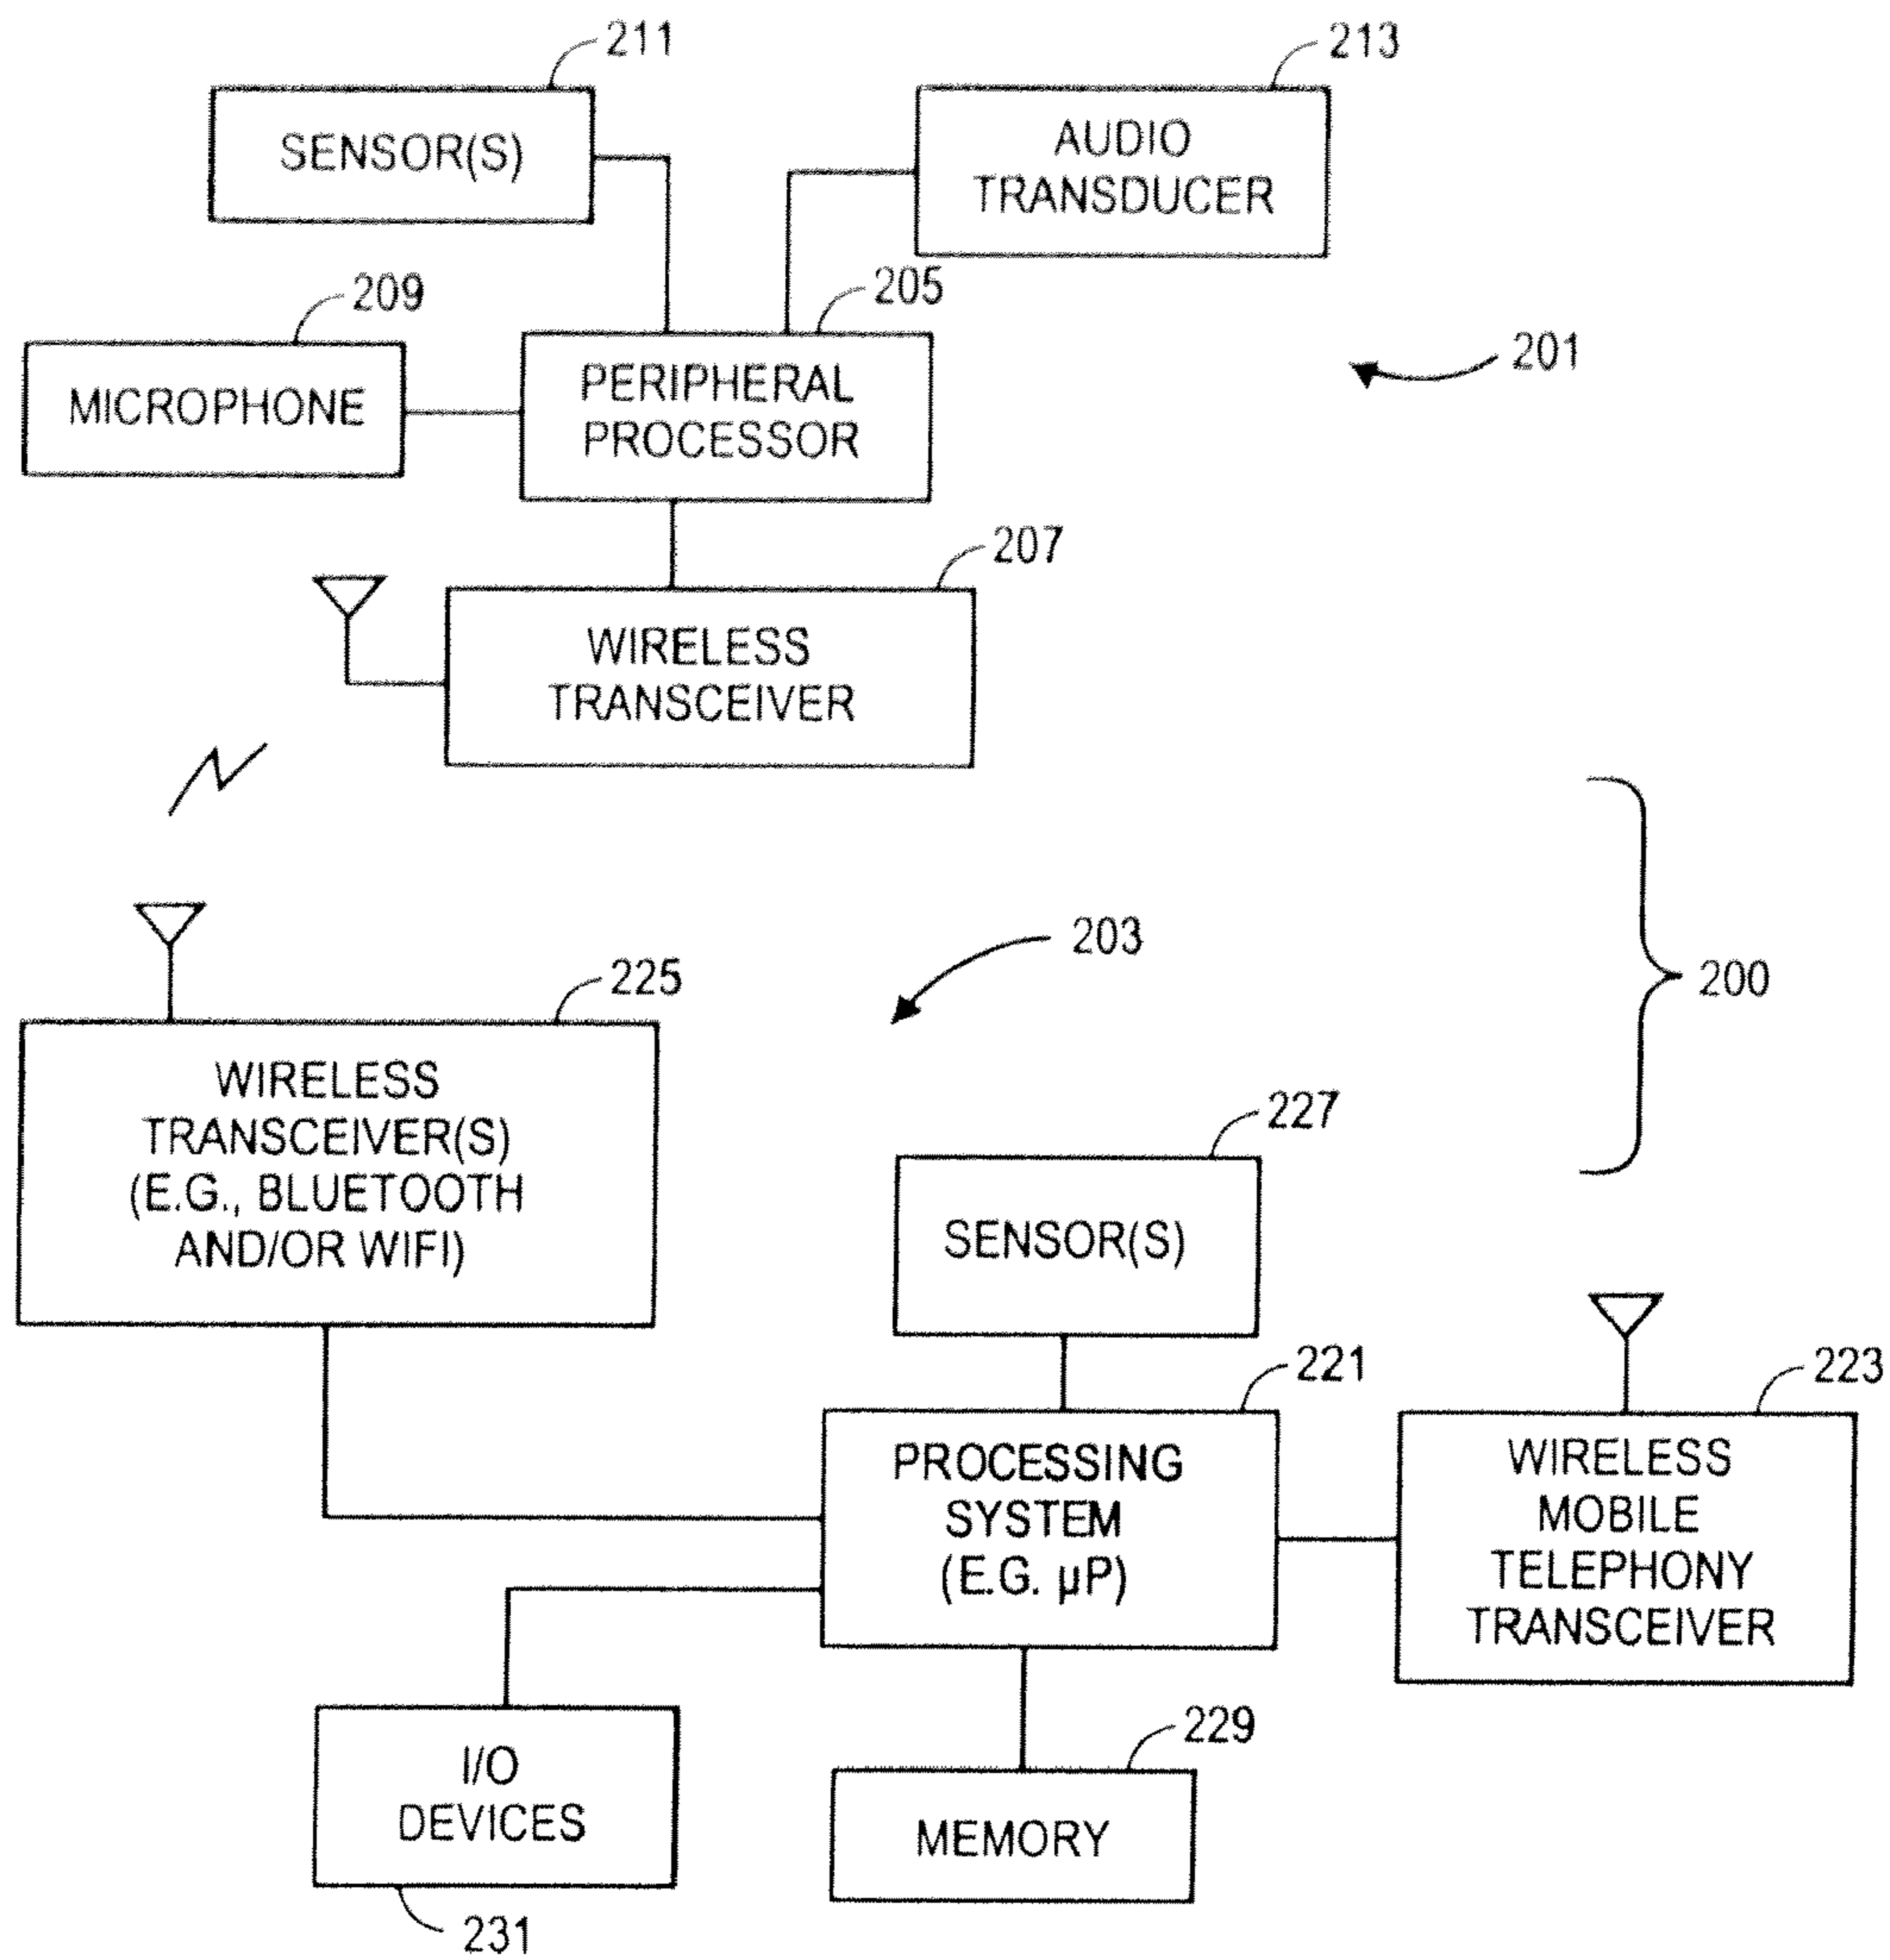 211
SENSOR(S)
213
AUDIO
TRANSDUCER
209
MICROPHONE
205
PERIPHERAL
PROCESSOR
201
207
WIRELESS
TRANSCEIVER
200
203
225
WIRELESS
TRANSCEIVER(S)
(E.G., BLUETOOTH
AND/OR WIFI)
227
SENSOR(S)
221
PROCESSING
SYSTEM
(E.G. µP)
223
WIRELESS
MOBILE
TELEPHONY
TRANSCEIVER
I/O
DEVICES
231
229
MEMORY